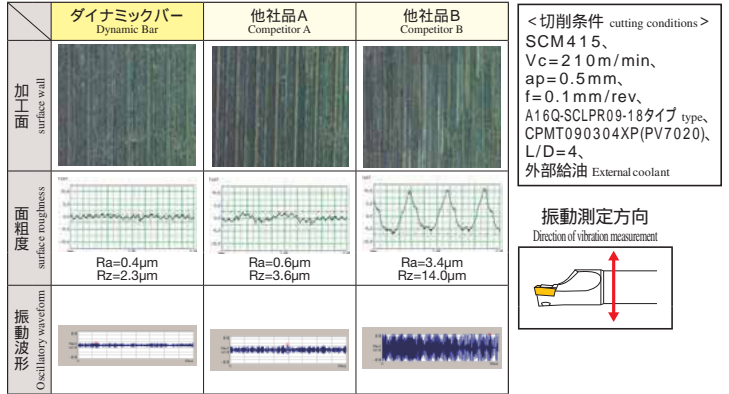 ダイナミックバー
Dynamic Bar
他社品A
Competitor A
他社品B
Competitor B
加工面
surface wall
面粗度
surface roughness
Ra=0.4μm
Rz=2.3μm
Ra=0.6μm
Rz=3.6μm
Ra=3.4μm
Rz=14.0μm
振動波形
Oscillatory waveform
<切削条件 cutting conditions>
SCM415、
Vc=210m/min、
ap=0.5mm、
f=0.1mm/rev、
A16Q-SCLPR09-18タイプ type、
CPMT090304XP(PV7020)、
L/D=4、
外部給油 External coolant
振動測定方向
Direction of vibration measurement